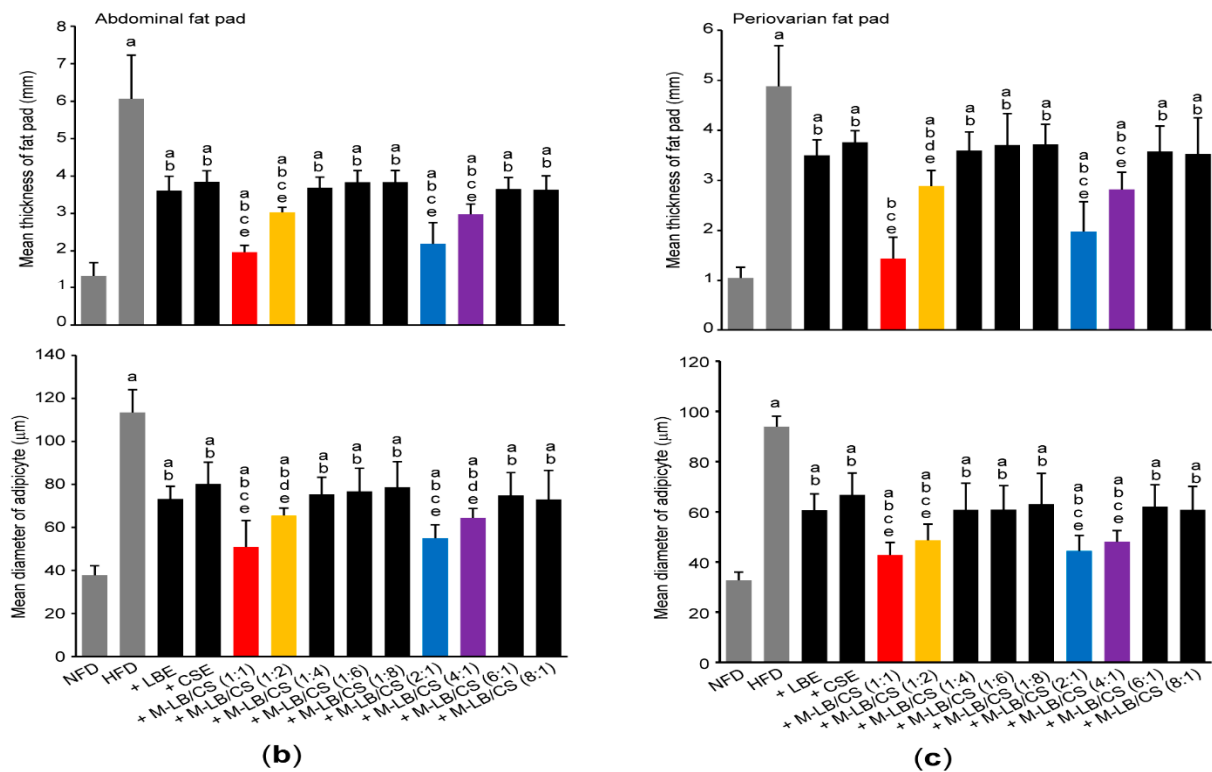 Abdominal fat pad
Mean thickness of fat pad (mm)
8
7
6
5
4
3
2
1
0
a
a
b
a
b
a
b
c
e
a
b
c
e
a
b
a
b
a
b
a
b
c
e
a
b
c
e
a
b
a
b
Mean diameter of adipicyte (μm)
140
120
100
80
60
40
20
0
a
a
b
a
b
a
b
c
e
a
b
d
e
a
b
a
b
a
b
a
b
c
e
a
b
d
e
a
b
a
b
NFD
HFD
+ LBE
+ CSE
+ M-LB/CS (1:1)
+ M-LB/CS (1:2)
+ M-LB/CS (1:4)
+ M-LB/CS (1:6)
+ M-LB/CS (1:8)
+ M-LB/CS (2:1)
+ M-LB/CS (4:1)
+ M-LB/CS (6:1)
+ M-LB/CS (8:1)
(b)
Periovarian fat pad
Mean thickness of fat pad (mm)
6
5
4
3
2
1
0
a
a
b
a
b
b
c
e
a
b
d
e
a
b
a
b
a
b
a
b
c
e
a
b
c
e
a
b
a
b
Mean diameter of adipicyte (μm)
120
100
80
60
40
20
0
a
a
b
a
b
a
b
c
e
a
b
c
e
a
b
a
b
a
b
a
b
c
e
a
b
c
e
a
b
a
b
NFD
HFD
+ LBE
+ CSE
+ M-LB/CS (1:1)
+ M-LB/CS (1:2)
+ M-LB/CS (1:4)
+ M-LB/CS (1:6)
+ M-LB/CS (1:8)
+ M-LB/CS (2:1)
+ M-LB/CS (4:1)
+ M-LB/CS (6:1)
+ M-LB/CS (8:1)
(c)